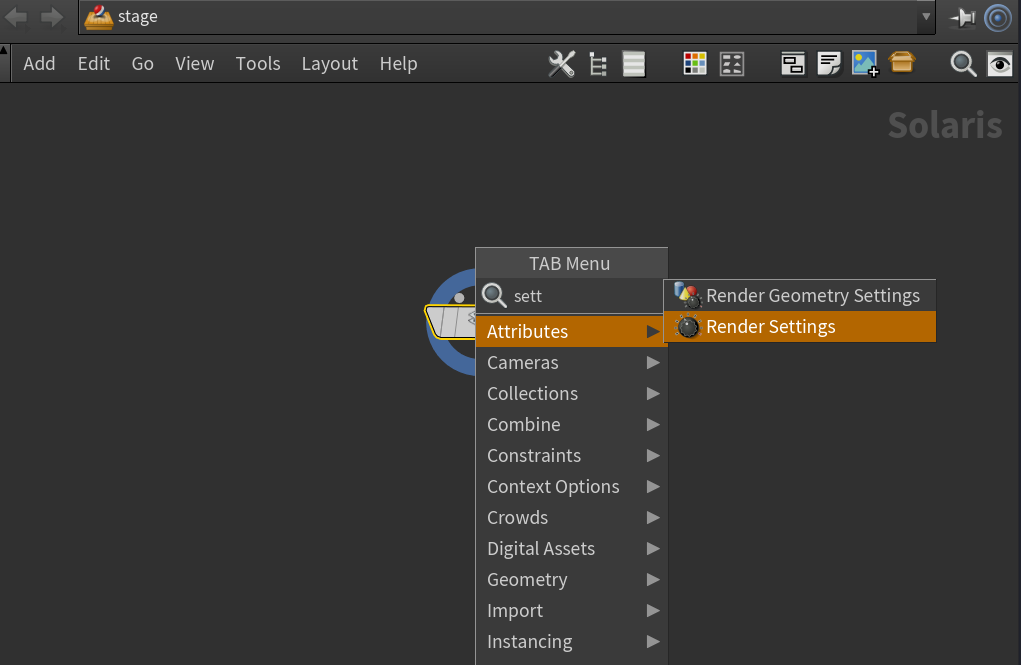 stage
Add Edit Go View Tools Layout Help
Solaris
TAB Menu
sett
Render Geometry Settings
Render Settings
Attributes
Cameras
Collections
Combine
Constraints
Context Options
Crowds
Digital Assets
Geometry
Import
Instancing